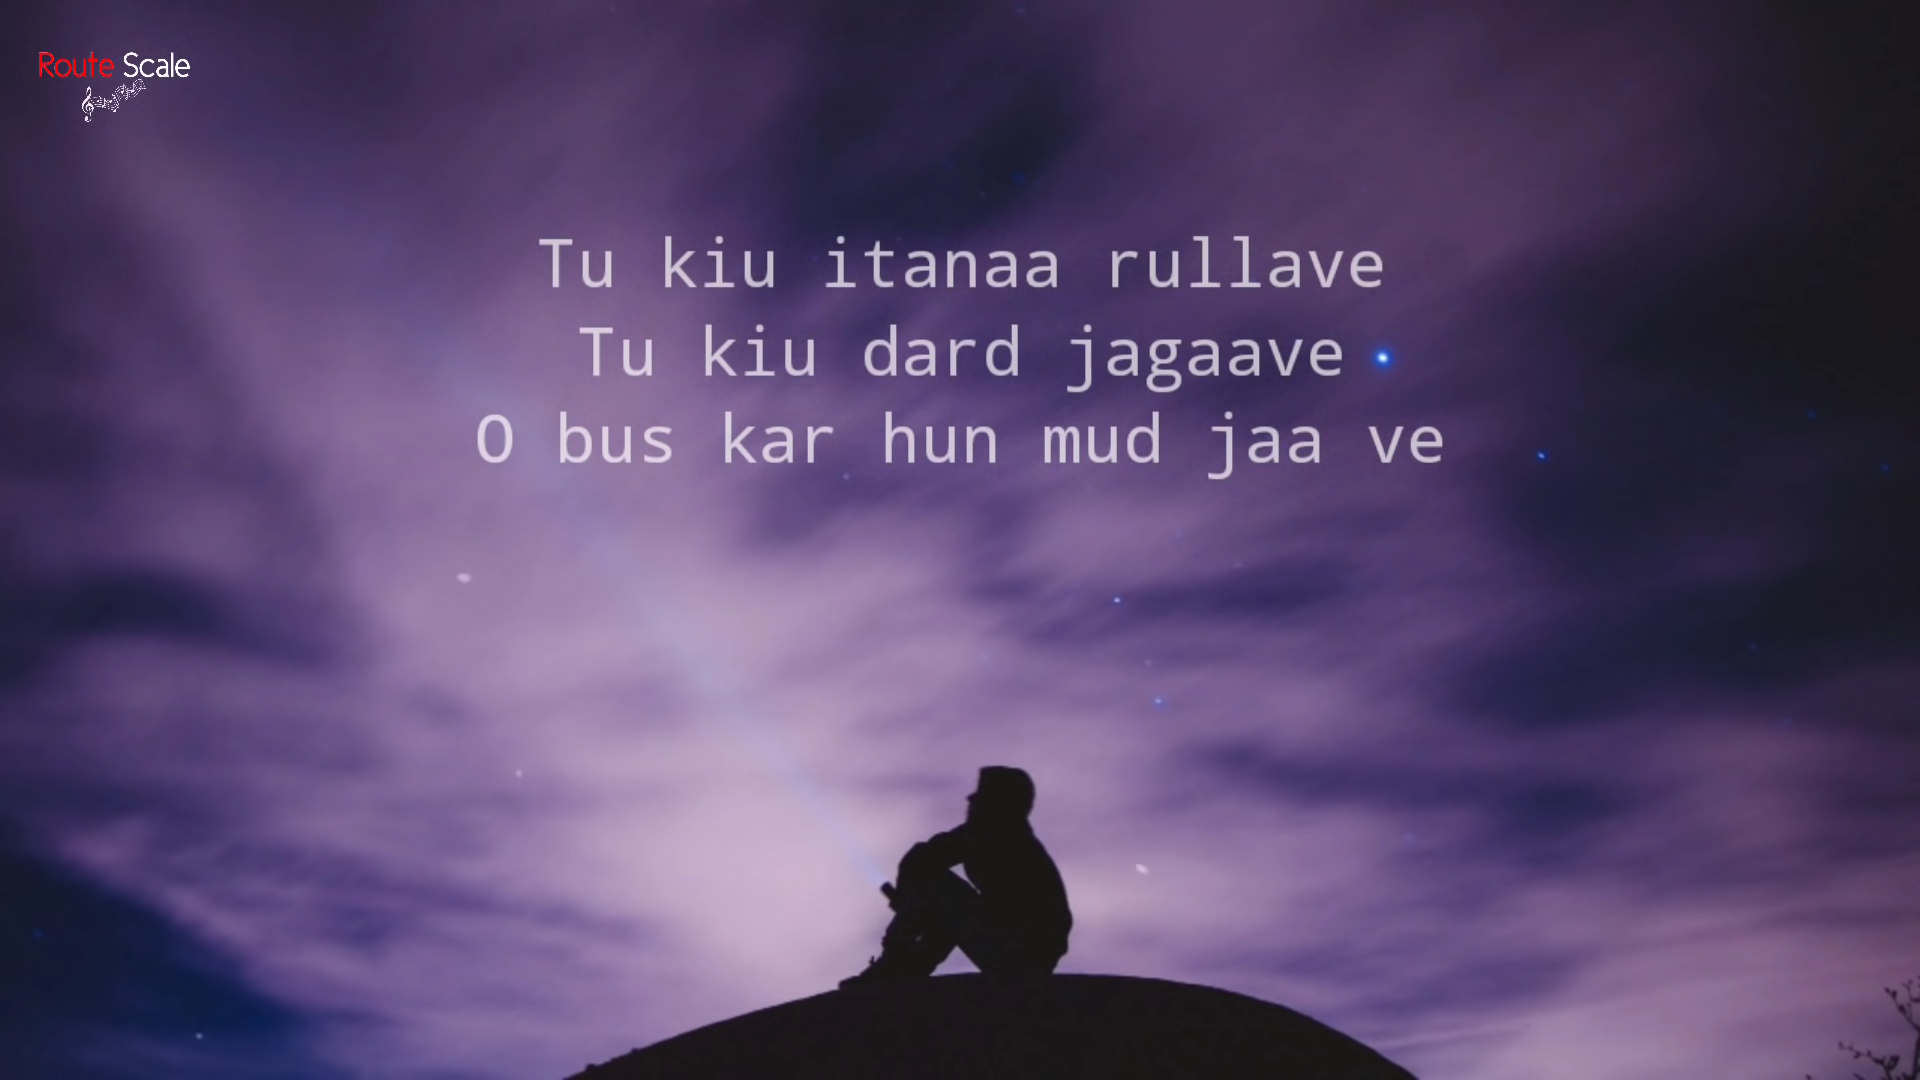 Route Scale
Tu kiu itanaa rullave
Tu kiu dard jagaave
O bus kar hun mud jaa ve